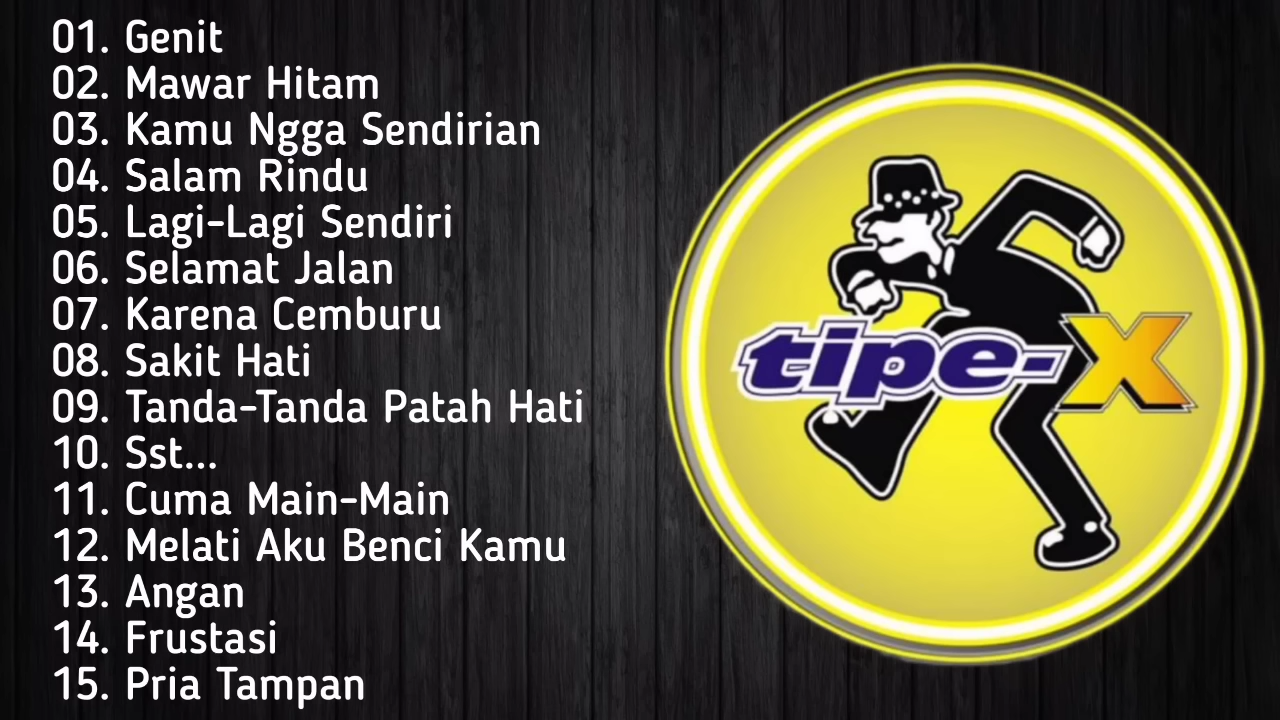 01. Genit
02. Mawar Hitam
03. Kamu Ngga Sendirian
04. Salam Rindu
05. Lagi-Lagi Sendiri
06. Selamat Jalan
07. Karena Cemburu
08. Sakit Hati
09. Tanda-Tanda Patah Hati
10. Sst...
11. Cuma Main-Main
12. Melati Aku Benci Kamu
13. Angan
14. Frustasi
15. Pria Tampan
tipe-X